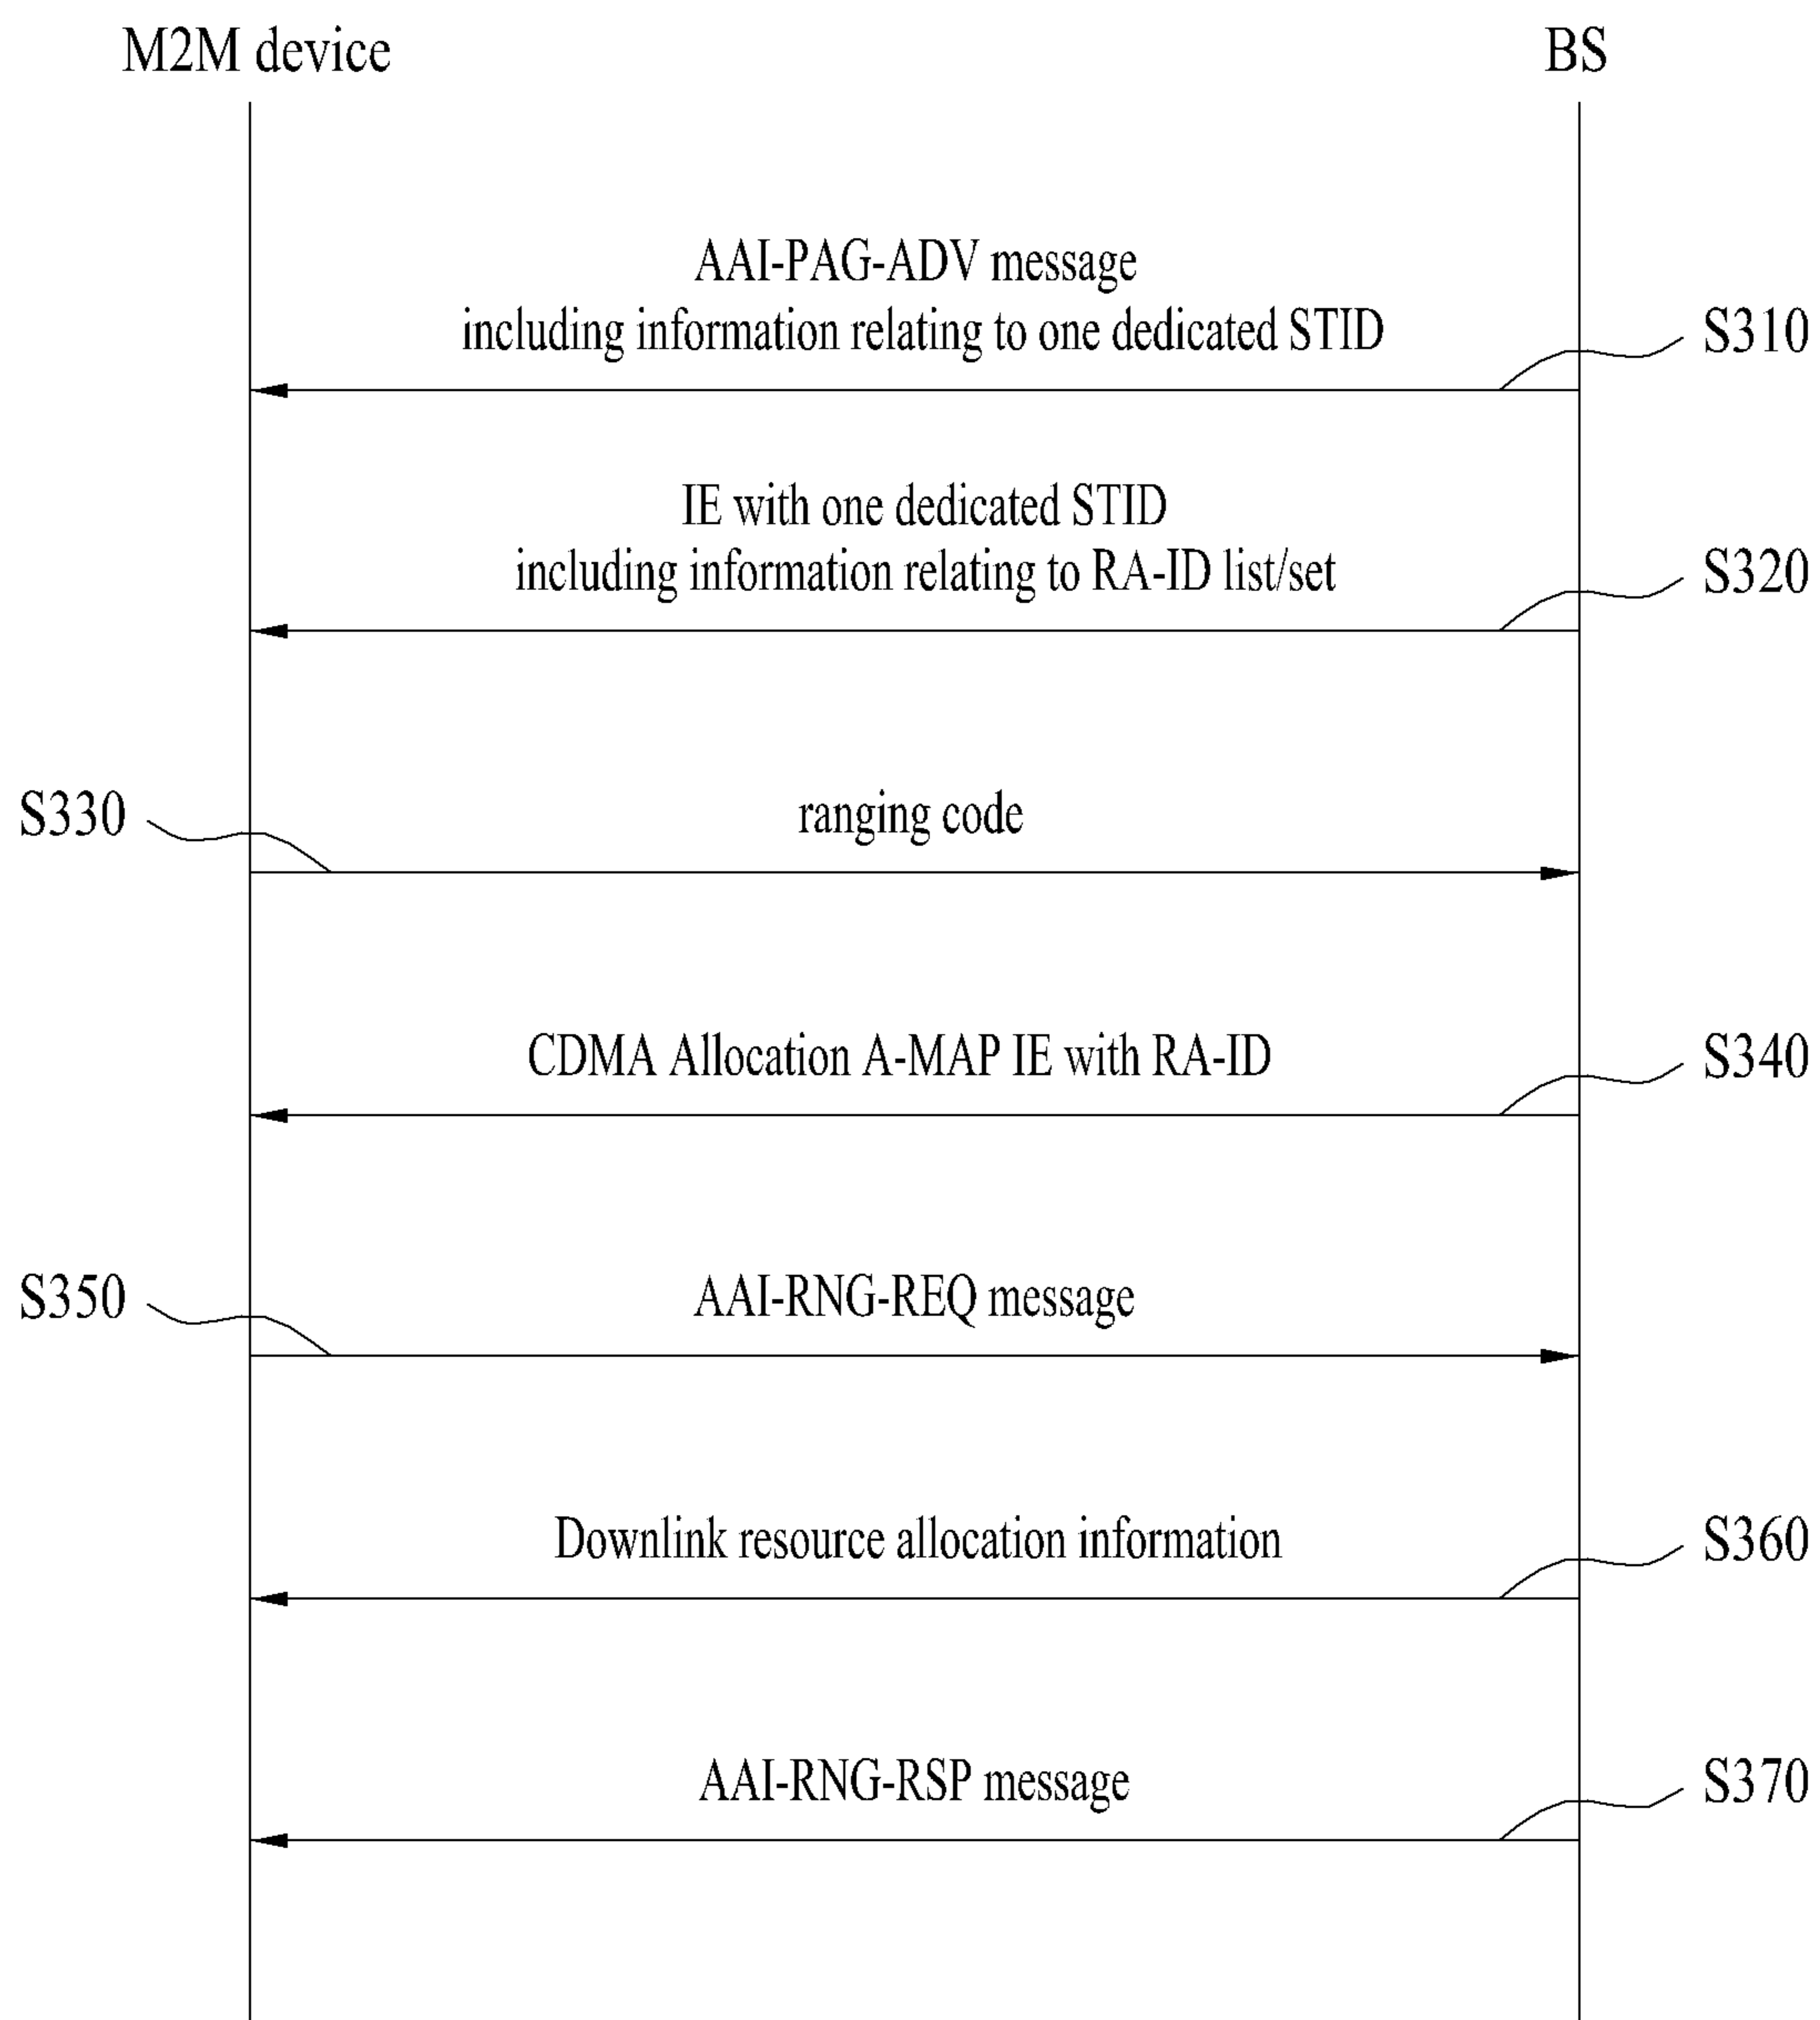 M2M device
BS
AAI-PAG-ADV message
including information relating to one dedicated STID
S310
IE with one dedicated STID
including information relating to RA-ID list/set
S320
S330
ranging code
CDMA Allocation A-MAP IE with RA-ID
S340
S350
AAI-RNG-REQ message
Downlink resource allocation information
S360
AAI-RNG-RSP message
S370